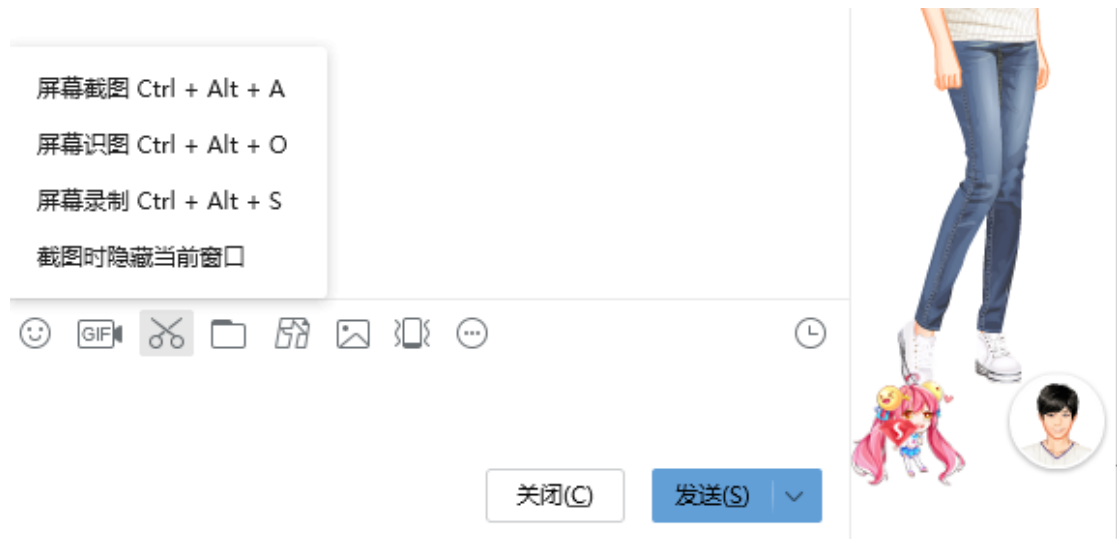 屏幕截图 Ctrl + Alt + A
屏幕识图 Ctrl + Alt + O
屏幕录制 Ctrl + Alt + S
截图时隐藏当前窗口
GIF
关闭(C)
发送(S)